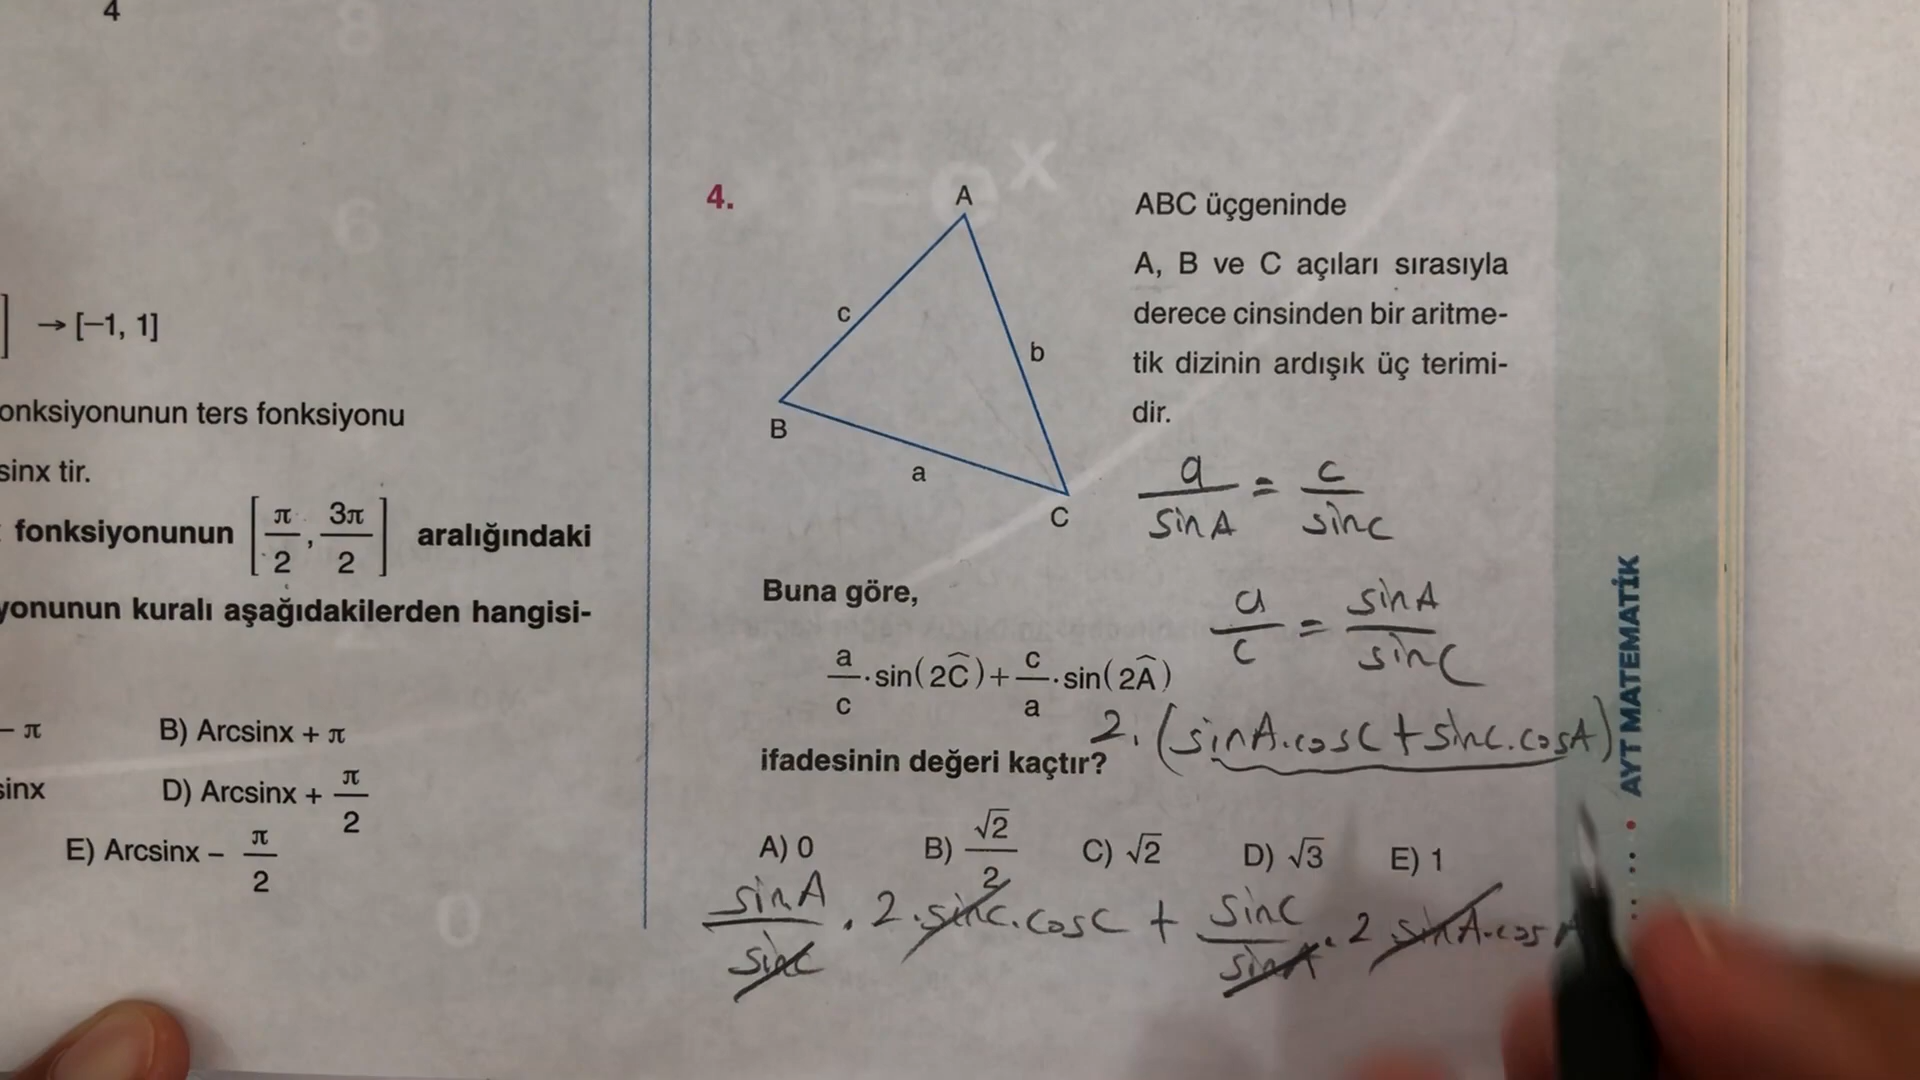 4
] → [–1, 1]
onksiyonunun ters fonksiyonu
sinx tir.
fonksiyonunun [π/2, 3π/2] aralığındaki
yonunun kuralı aşağıdakilerden hangisi-
– π
B) Arcsinx + π
sinx
D) Arcsinx + π/2
E) Arcsinx – π/2
4.
A
c
b
B
a
C
ABC üçgeninde
A, B ve C açıları sırasıyla
derece cinsinden bir aritme-
tik dizinin ardışık üç terimi-
dir.
a/sinA = c/sinC
a/c = sinA/sinC
Buna göre,
a/c · sin(2Ĉ) + c/a · sin(2Â)
2. (sinA.cosC + sinC.cosA)
ifadesinin değeri kaçtır?
A) 0 B) √2/2 C) √2 D) √3 E) 1
sinA/sinC . 2.sinC.cosC + sinC/sinA . 2 sinA.cosA
AYT MATEMATİK